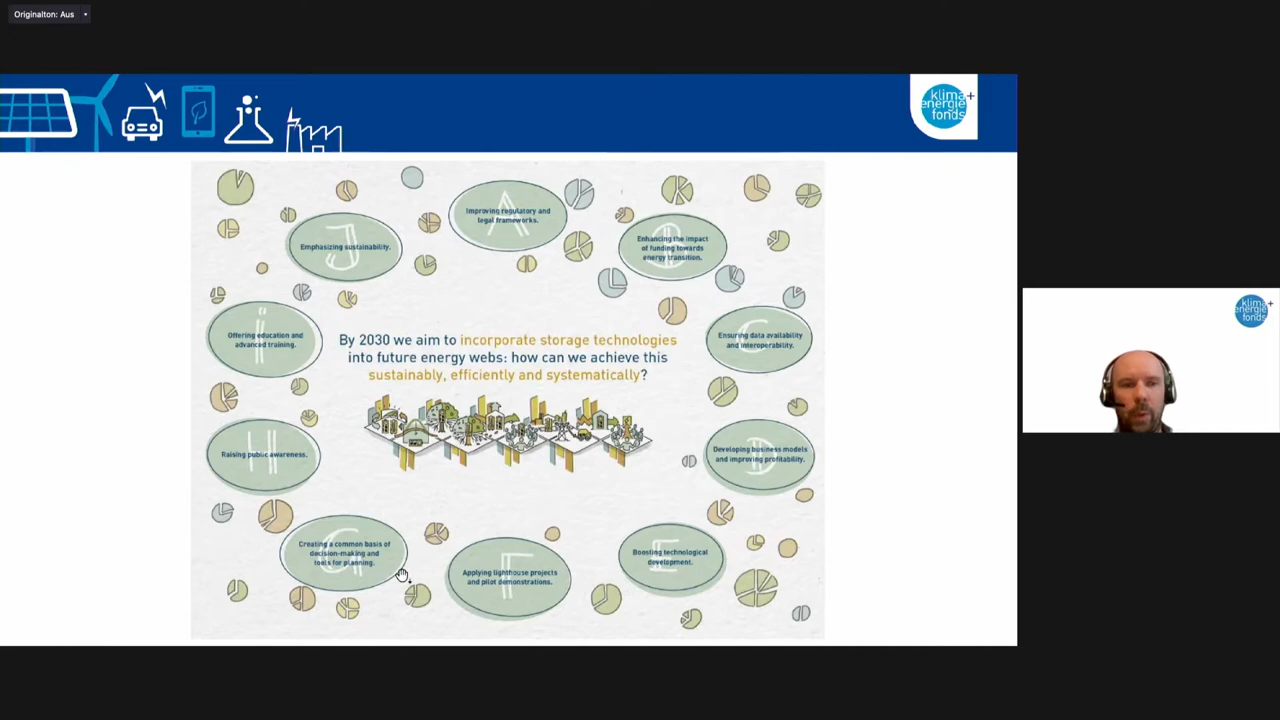 Originalton: Aus
klima+
energie
fonds
A
Improving regulatory and
legal frameworks.
B
Enhancing the impact
of funding towards
energy transition.
C
Ensuring data availability
and interoperability.
D
Developing business models
and improving profitability.
E
Boosting technological
development.
F
Applying lighthouse projects
and pilot demonstrations.
G
Creating a common basis of
decision-making and
tools for planning.
H
Raising public awareness.
i
Offering education and
advanced training.
J
Emphasizing sustainability.
By 2030 we aim to incorporate storage technologies
into future energy webs: how can we achieve this
sustainably, efficiently and systematically?
klima+
energie
fonds